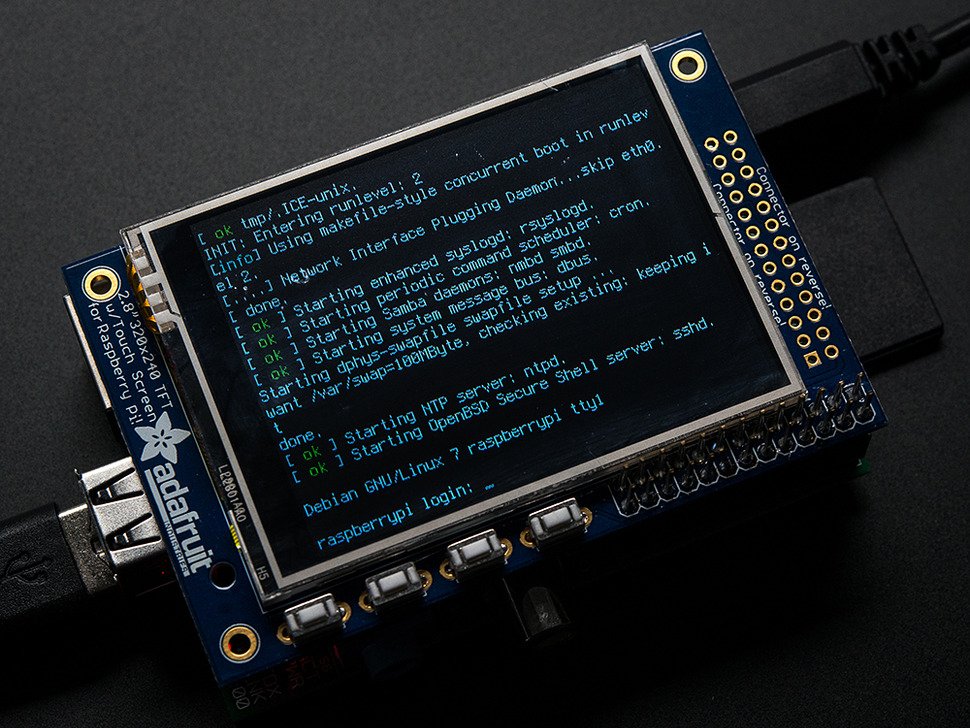 [ ok tmp/.ICE-unix.
INIT: Entering runlevel: 2
[info] Using makefile-style concurrent boot in runlev
el 2.
[....] Network Interface Plugging Daemon...skip eth0.
[ done.
[ ok ] Starting enhanced syslogd: rsyslogd.
[ ok ] Starting periodic command scheduler: cron.
[ ok ] Starting Samba daemons: nmbd smbd.
[ ok ] Starting system message bus: dbus.
Starting dphys-swapfile swapfile setup ...
want /var/swap=100MByte, checking existing: keeping i
t
done.
[ ok ] Starting NTP server: ntpd.
[ ok ] Starting OpenBSD Secure Shell server: sshd.
Debian GNU/Linux 7 raspberrypi tty1
raspberrypi login: _
2.8" 320x240 TFT
w/Touch Screen
for Raspberry Pi!
adafruit
H5
Connector on reverse!
Connector on reverse!